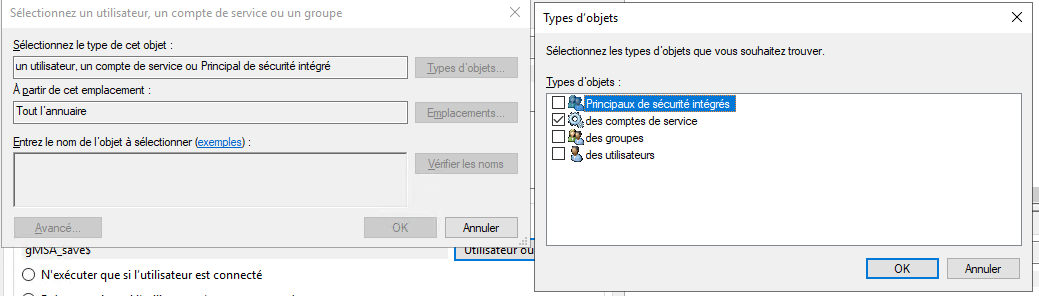 Sélectionnez un utilisateur, un compte de service ou un groupe
Sélectionnez le type de cet objet :
un utilisateur, un compte de service ou Principal de sécurité intégré
Types d'objets...
À partir de cet emplacement :
Tout l'annuaire
Emplacements...
Entrez le nom de l'objet à sélectionner (exemples) :
Vérifier les noms
Avancé...
OK
Annuler
gMSA_save$
Utilisateur ou
N'exécuter que si l'utilisateur est connecté
Types d'objets
Sélectionnez les types d'objets que vous souhaitez trouver.
Types d'objets :
Principaux de sécurité intégrés
des comptes de service
des groupes
des utilisateurs
OK
Annuler